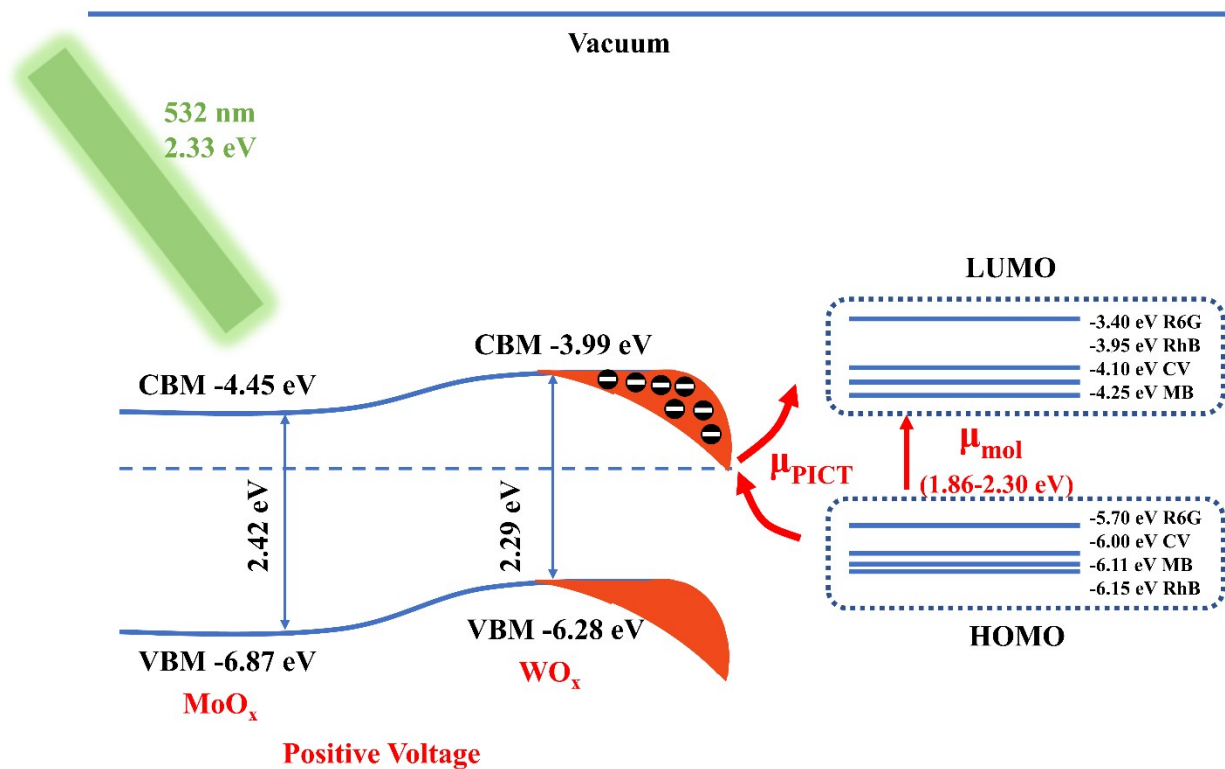 Vacuum
532 nm
2.33 eV
LUMO
-3.40 eV R6G
-3.95 eV RhB
-4.10 eV CV
-4.25 eV MB
CBM -3.99 eV
CBM -4.45 eV
μmol
(1.86-2.30 eV)
μPICT
2.42 eV
2.29 eV
-5.70 eV R6G
-6.00 eV CV
-6.11 eV MB
-6.15 eV RhB
HOMO
VBM -6.28 eV
VBM -6.87 eV
WOx
MoOx
Positive Voltage